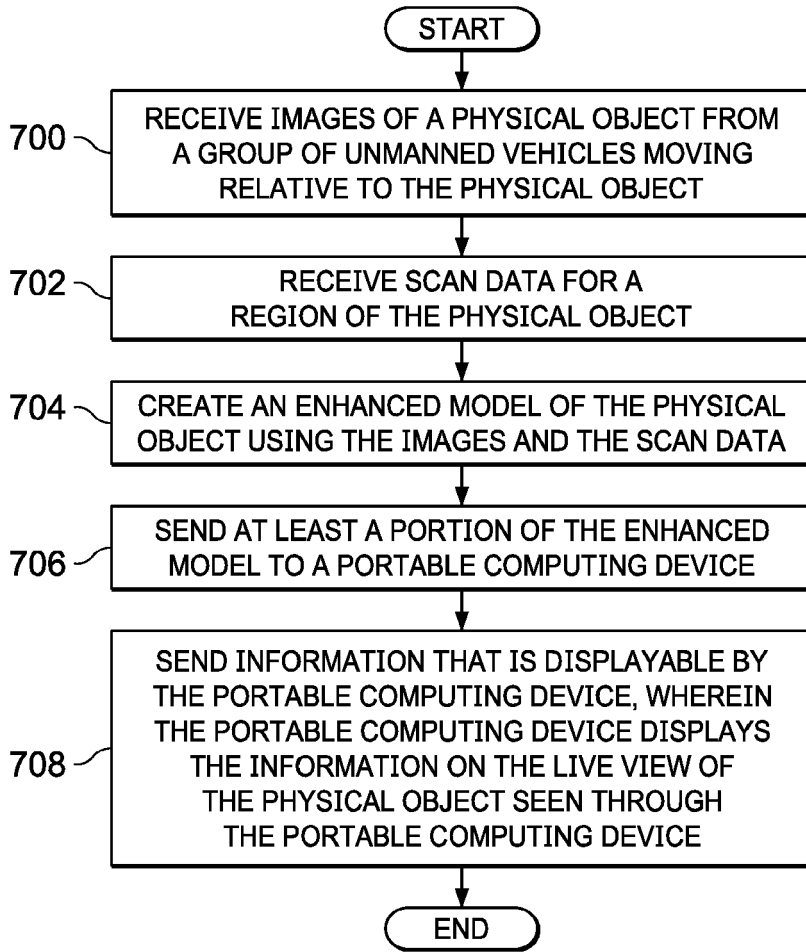 START
700
RECEIVE IMAGES OF A PHYSICAL OBJECT FROM
A GROUP OF UNMANNED VEHICLES MOVING
RELATIVE TO THE PHYSICAL OBJECT
702
RECEIVE SCAN DATA FOR A
REGION OF THE PHYSICAL OBJECT
704
CREATE AN ENHANCED MODEL OF THE PHYSICAL
OBJECT USING THE IMAGES AND THE SCAN DATA
706
SEND AT LEAST A PORTION OF THE ENHANCED
MODEL TO A PORTABLE COMPUTING DEVICE
708
SEND INFORMATION THAT IS DISPLAYABLE BY
THE PORTABLE COMPUTING DEVICE, WHEREIN
THE PORTABLE COMPUTING DEVICE DISPLAYS
THE INFORMATION ON THE LIVE VIEW OF
THE PHYSICAL OBJECT SEEN THROUGH
THE PORTABLE COMPUTING DEVICE
END